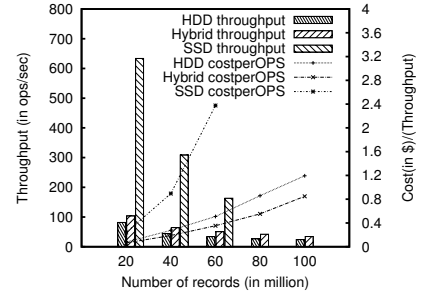 800
700
600
500
400
300
200
100
0
Throughput (in ops/sec)
HDD throughput
Hybrid throughput
SSD throughput
HDD costperOPS
Hybrid costperOPS
SSD costperOPS
4
3.6
3.2
2.8
2.4
2
1.6
1.2
0.8
0.4
0
Cost(in $)/(Throughput)
20 40 60 80 100
Number of records (in million)